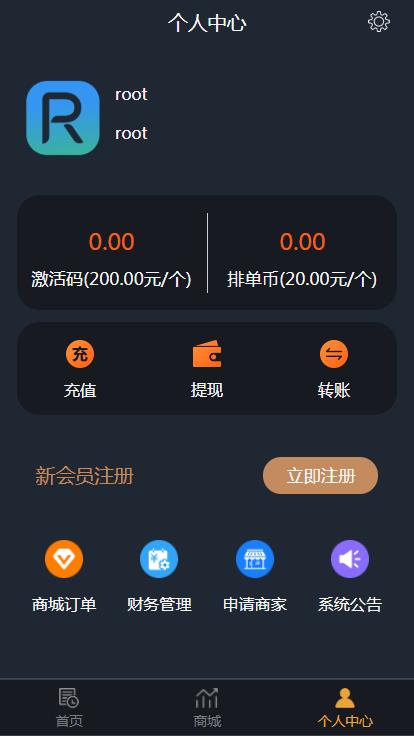 个人中心
R
root
root
0.00
0.00
激活码(200.00元/个)
排单币(20.00元/个)
充
充值
提现
转账
新会员注册
立即注册
商城订单
财务管理
申请商家
系统公告
首页
商城
个人中心